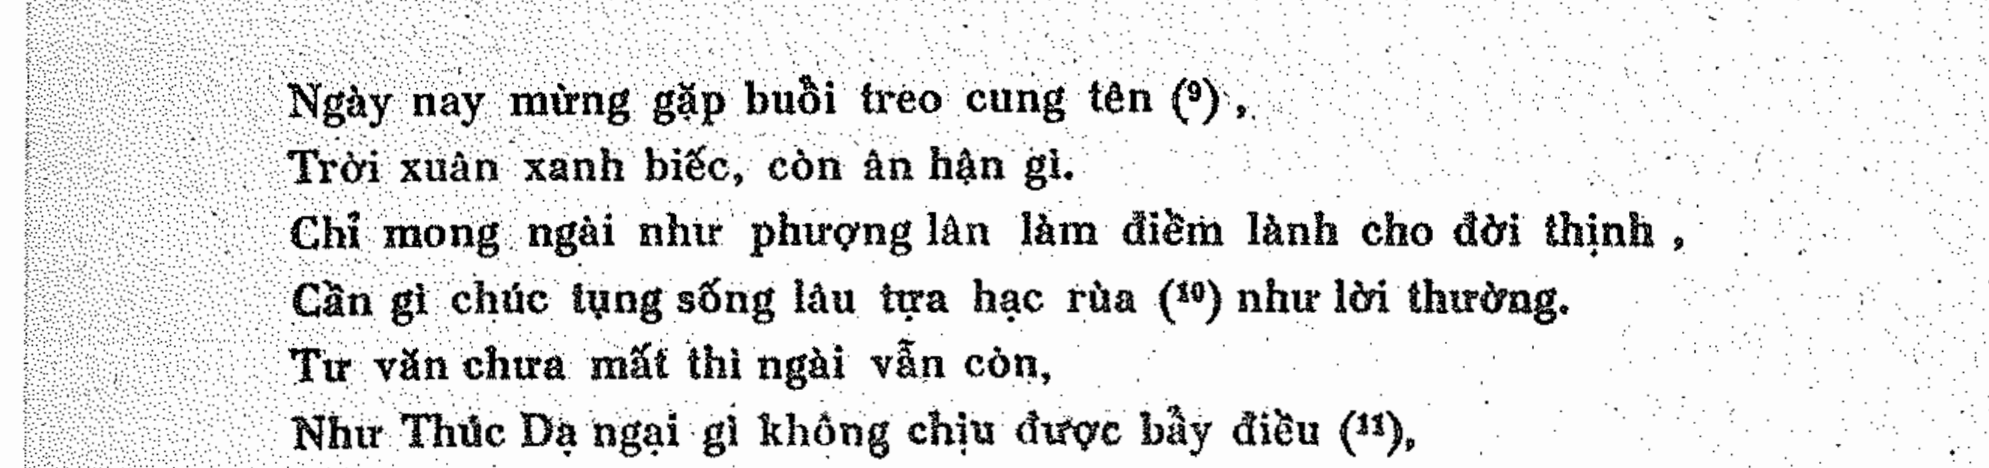 Ngày nay mừng gặp buổi treo cung tên (⁹),
Trời xuân xanh biếc, còn ân hận gì.
Chỉ mong ngài như phượng lân làm điềm lành cho đời thịnh,
Cần gì chúc tụng sống lâu tựa hạc rùa (¹⁰) như lời thường.
Tư văn chưa mất thì ngài vẫn còn,
Như Thúc Dạ ngại gì không chịu được bẩy điều (¹¹),